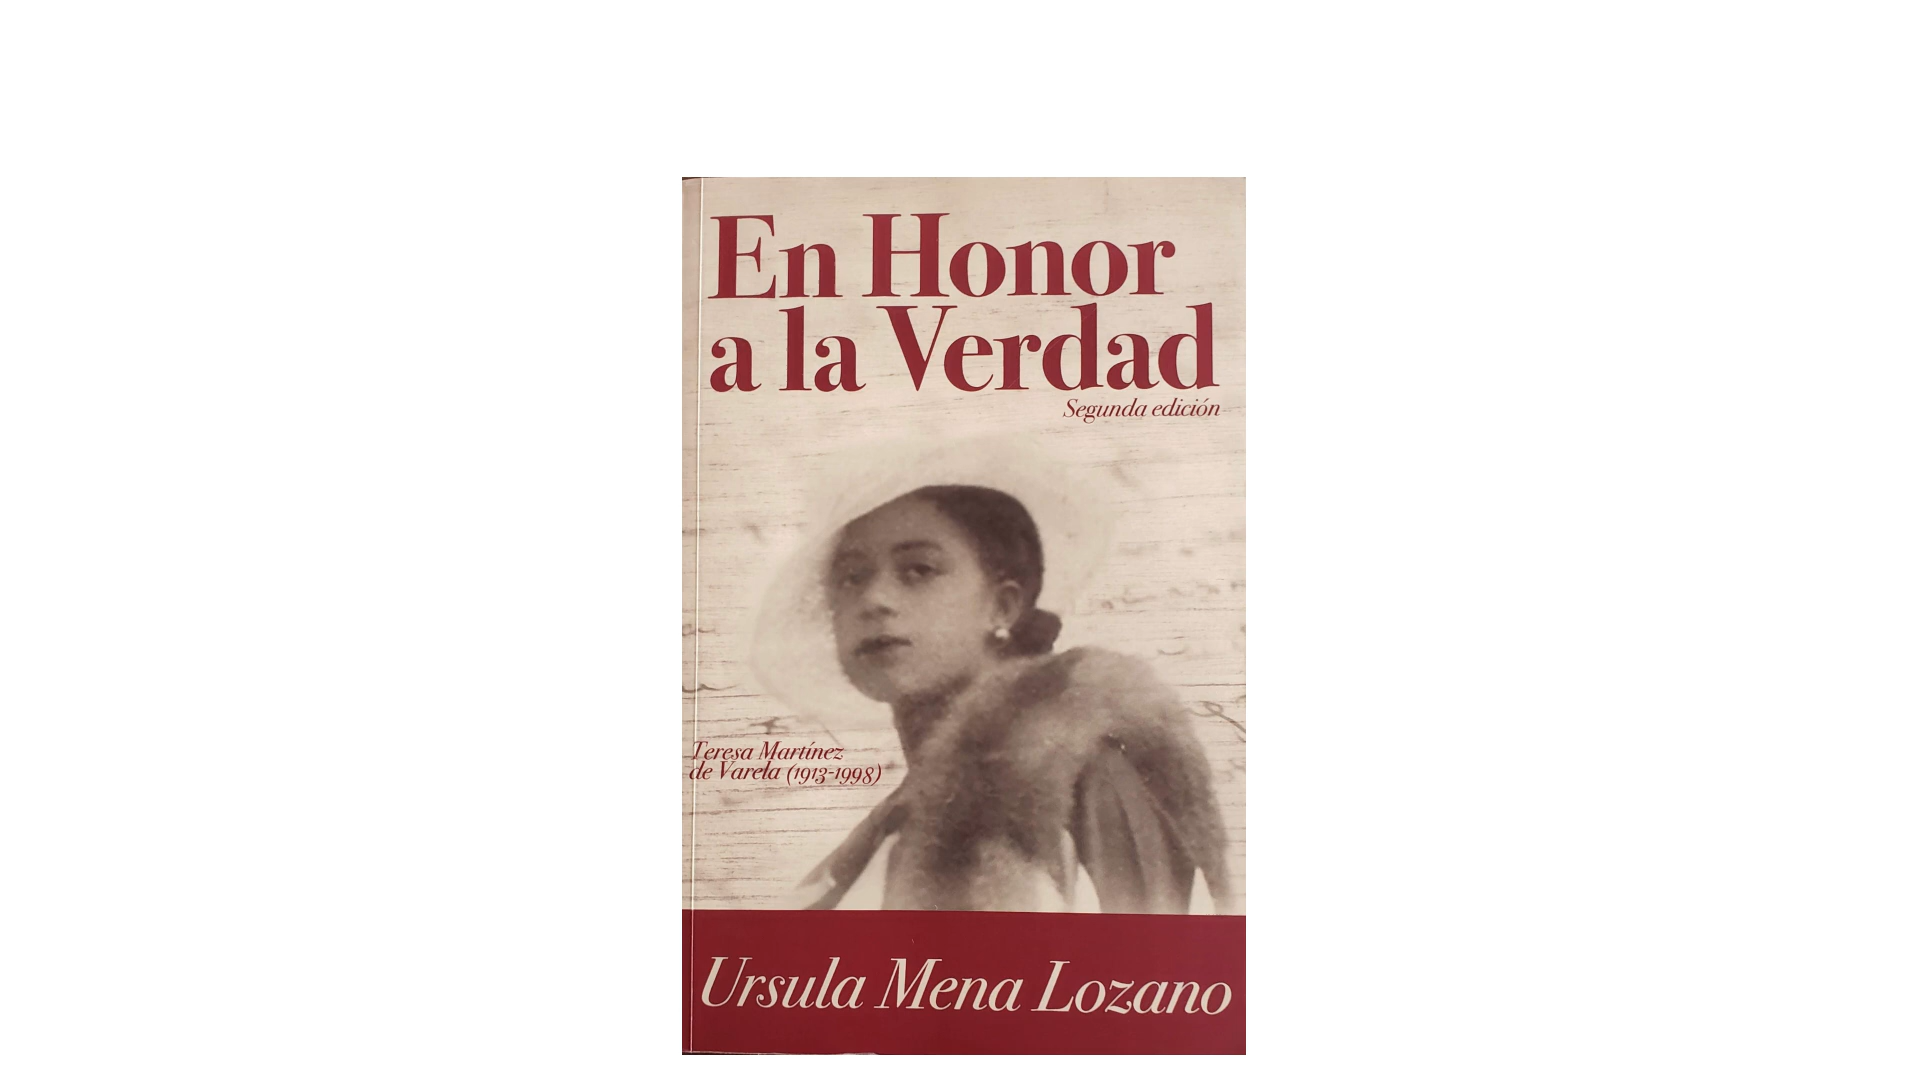 En Honor
a la Verdad
Segunda edición
Teresa Martínez
de Varela (1913-1998)
Ursula Mena Lozano